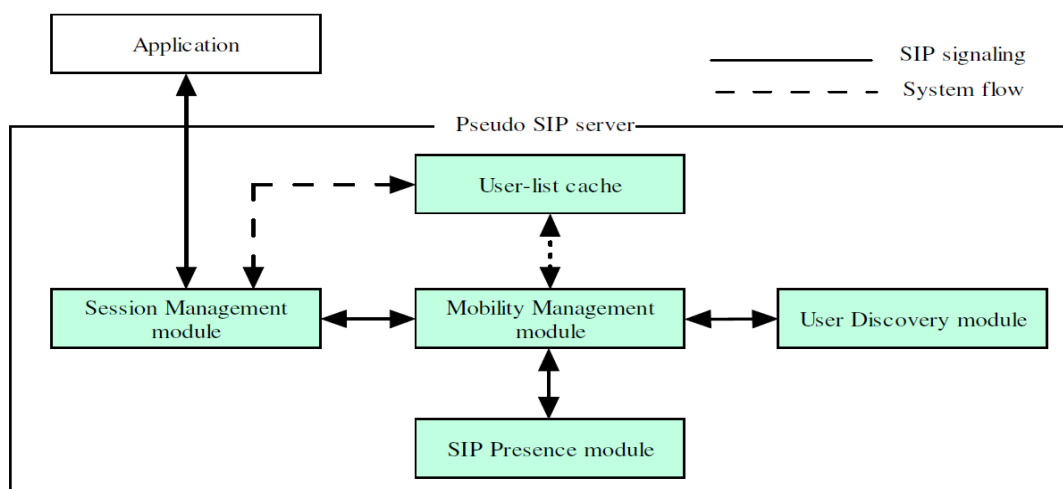 Application
SIP signaling
System flow
Pseudo SIP server
User-list cache
Session Management
module
Mobility Management
module
User Discovery module
SIP Presence module